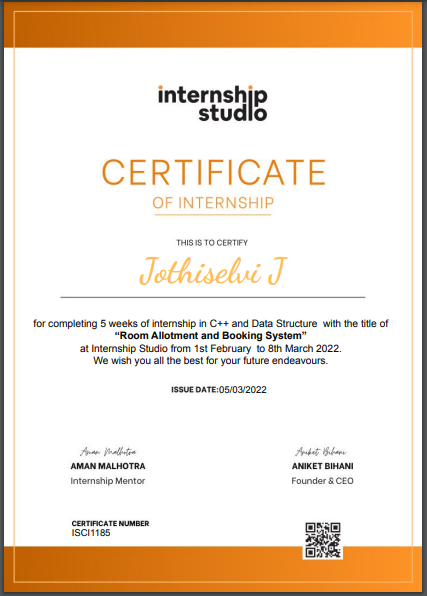 internship
studio
CERTIFICATE
OF INTERNSHIP
THIS IS TO CERTIFY
Jothiselvi J
for completing 5 weeks of internship in C++ and Data Structure with the title of
“Room Allotment and Booking System”
at Internship Studio from 1st February to 8th March 2022.
We wish you all the best for your future endeavours.
ISSUE DATE:05/03/2022
Aman Malhotra
AMAN MALHOTRA
Internship Mentor
Aniket Bihani
ANIKET BIHANI
Founder & CEO
CERTIFICATE NUMBER
ISCI1185